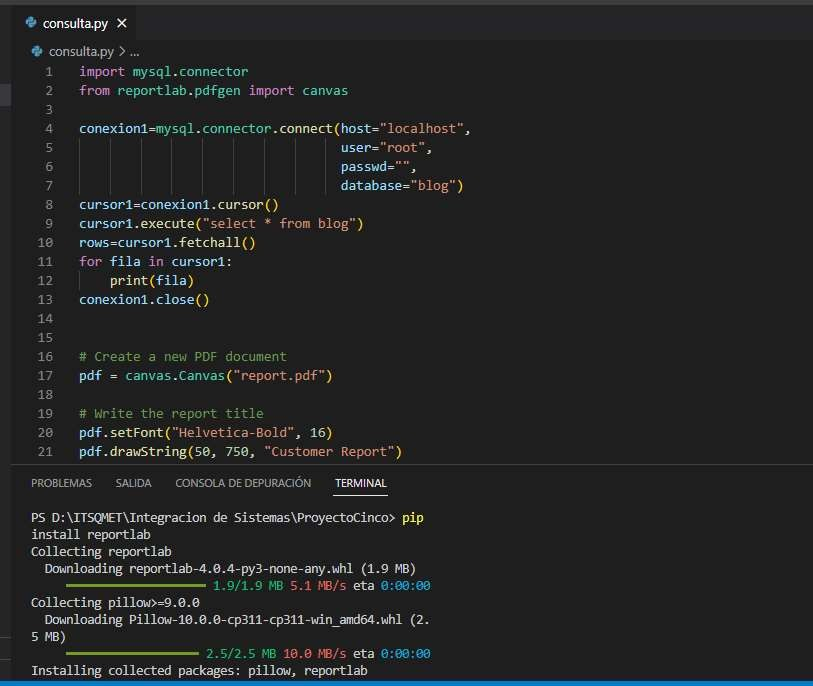 consulta.py ×
consulta.py > ...
1 import mysql.connector
2 from reportlab.pdfgen import canvas
3
4 conexion1=mysql.connector.connect(host="localhost",
5                                   user="root",
6                                   passwd="",
7                                   database="blog")
8 cursor1=conexion1.cursor()
9 cursor1.execute("select * from blog")
10 rows=cursor1.fetchall()
11 for fila in cursor1:
12     print(fila)
13 conexion1.close()
14
15
16 # Create a new PDF document
17 pdf = canvas.Canvas("report.pdf")
18
19 # Write the report title
20 pdf.setFont("Helvetica-Bold", 16)
21 pdf.drawString(50, 750, "Customer Report")
PROBLEMAS SALIDA CONSOLA DE DEPURACIÓN TERMINAL
PS D:\ITSQMET\Integracion de Sistemas\ProyectoCinco> pip
install reportlab
Collecting reportlab
  Downloading reportlab-4.0.4-py3-none-any.whl (1.9 MB)
     1.9/1.9 MB 5.1 MB/s eta 0:00:00
Collecting pillow>=9.0.0
  Downloading Pillow-10.0.0-cp311-cp311-win_amd64.whl (2.
5 MB)
     2.5/2.5 MB 10.0 MB/s eta 0:00:00
Installing collected packages: pillow, reportlab